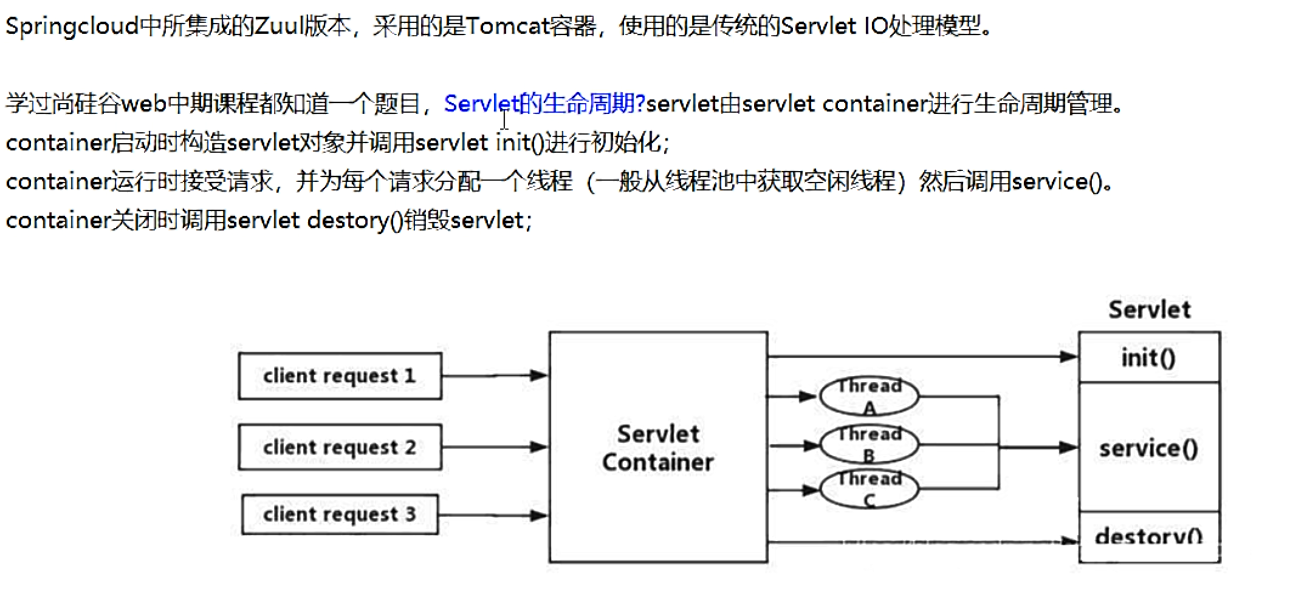 Springcloud中所集成的Zuul版本，采用的是Tomcat容器，使用的是传统的Servlet IO处理模型。
学过尚硅谷web中期课程都知道一个题目，Servlet的生命周期?servlet由servlet container进行生命周期管理。
container启动时构造servlet对象并调用servlet init()进行初始化；
container运行时接受请求，并为每个请求分配一个线程（一般从线程池中获取空闲线程）然后调用service()。
container关闭时调用servlet destory()销毁servlet；
Servlet
client request 1
init()
Thread
A
client request 2
Servlet
Container
Thread
B
service()
Thread
C
client request 3
destory()